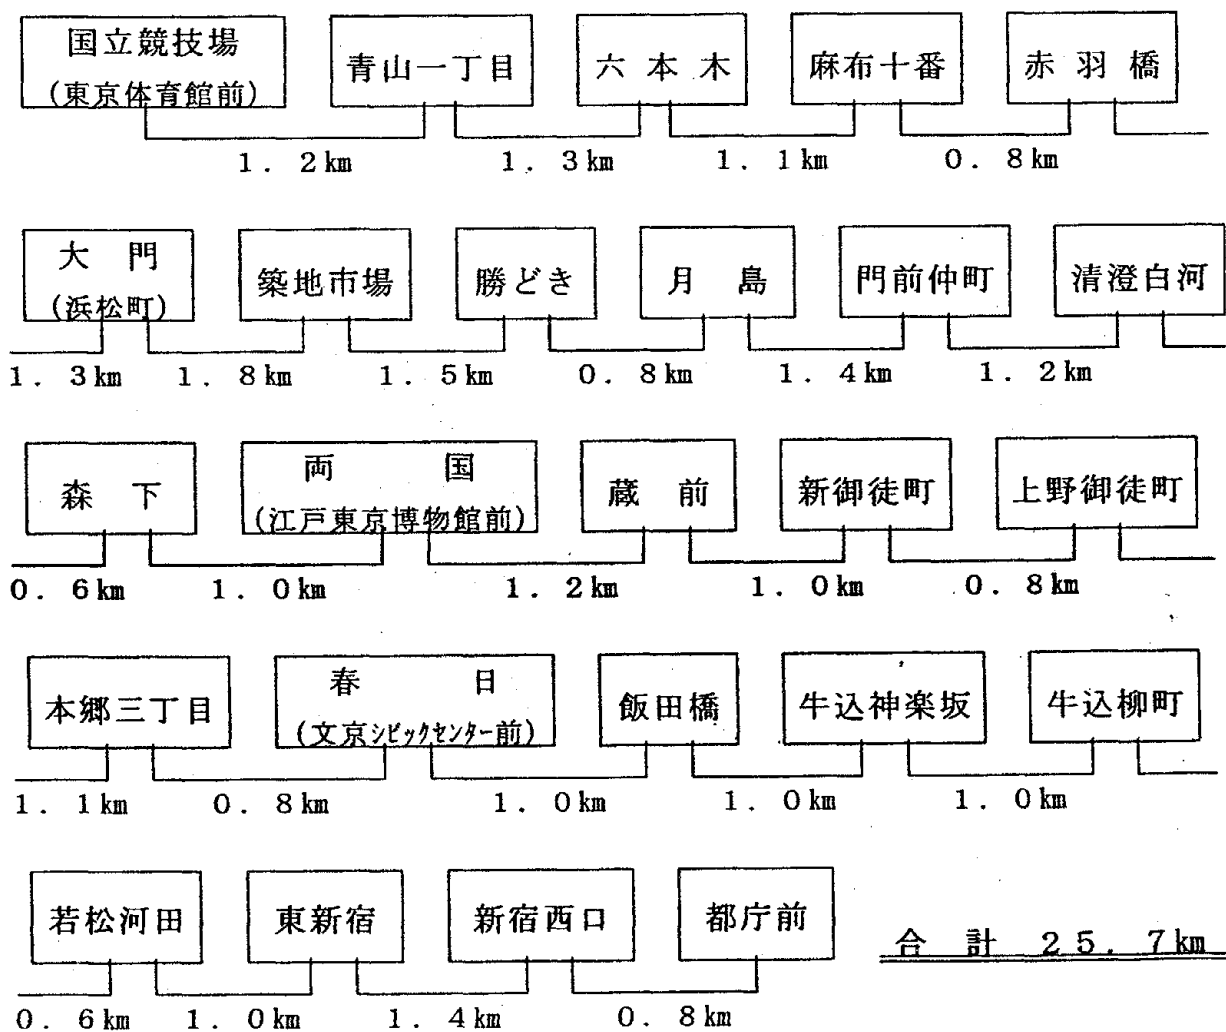 国立競技場 青山一丁目 六本木 麻布十番 赤羽橋
(東京体育館前)
1.2㎞ 1.3㎞ 1.1㎞ 0.8㎞
大門 築地市場 勝どき 月島 門前仲町 清澄白河
(浜松町)
1.3㎞ 1.8㎞ 1.5㎞ 0.8㎞ 1.4㎞ 1.2㎞
森下 両国 蔵前 新御徒町 上野御徒町
(江戸東京博物館前)
0.6㎞ 1.0㎞ 1.2㎞ 1.0㎞ 0.8㎞
本郷三丁目 春日 飯田橋 牛込神楽坂 牛込柳町
(文京シビックセンター前)
1.1㎞ 0.8㎞ 1.0㎞ 1.0㎞ 1.0㎞
若松河田 東新宿 新宿西口 都庁前
合計 25.7㎞
0.6㎞ 1.0㎞ 1.4㎞ 0.8㎞